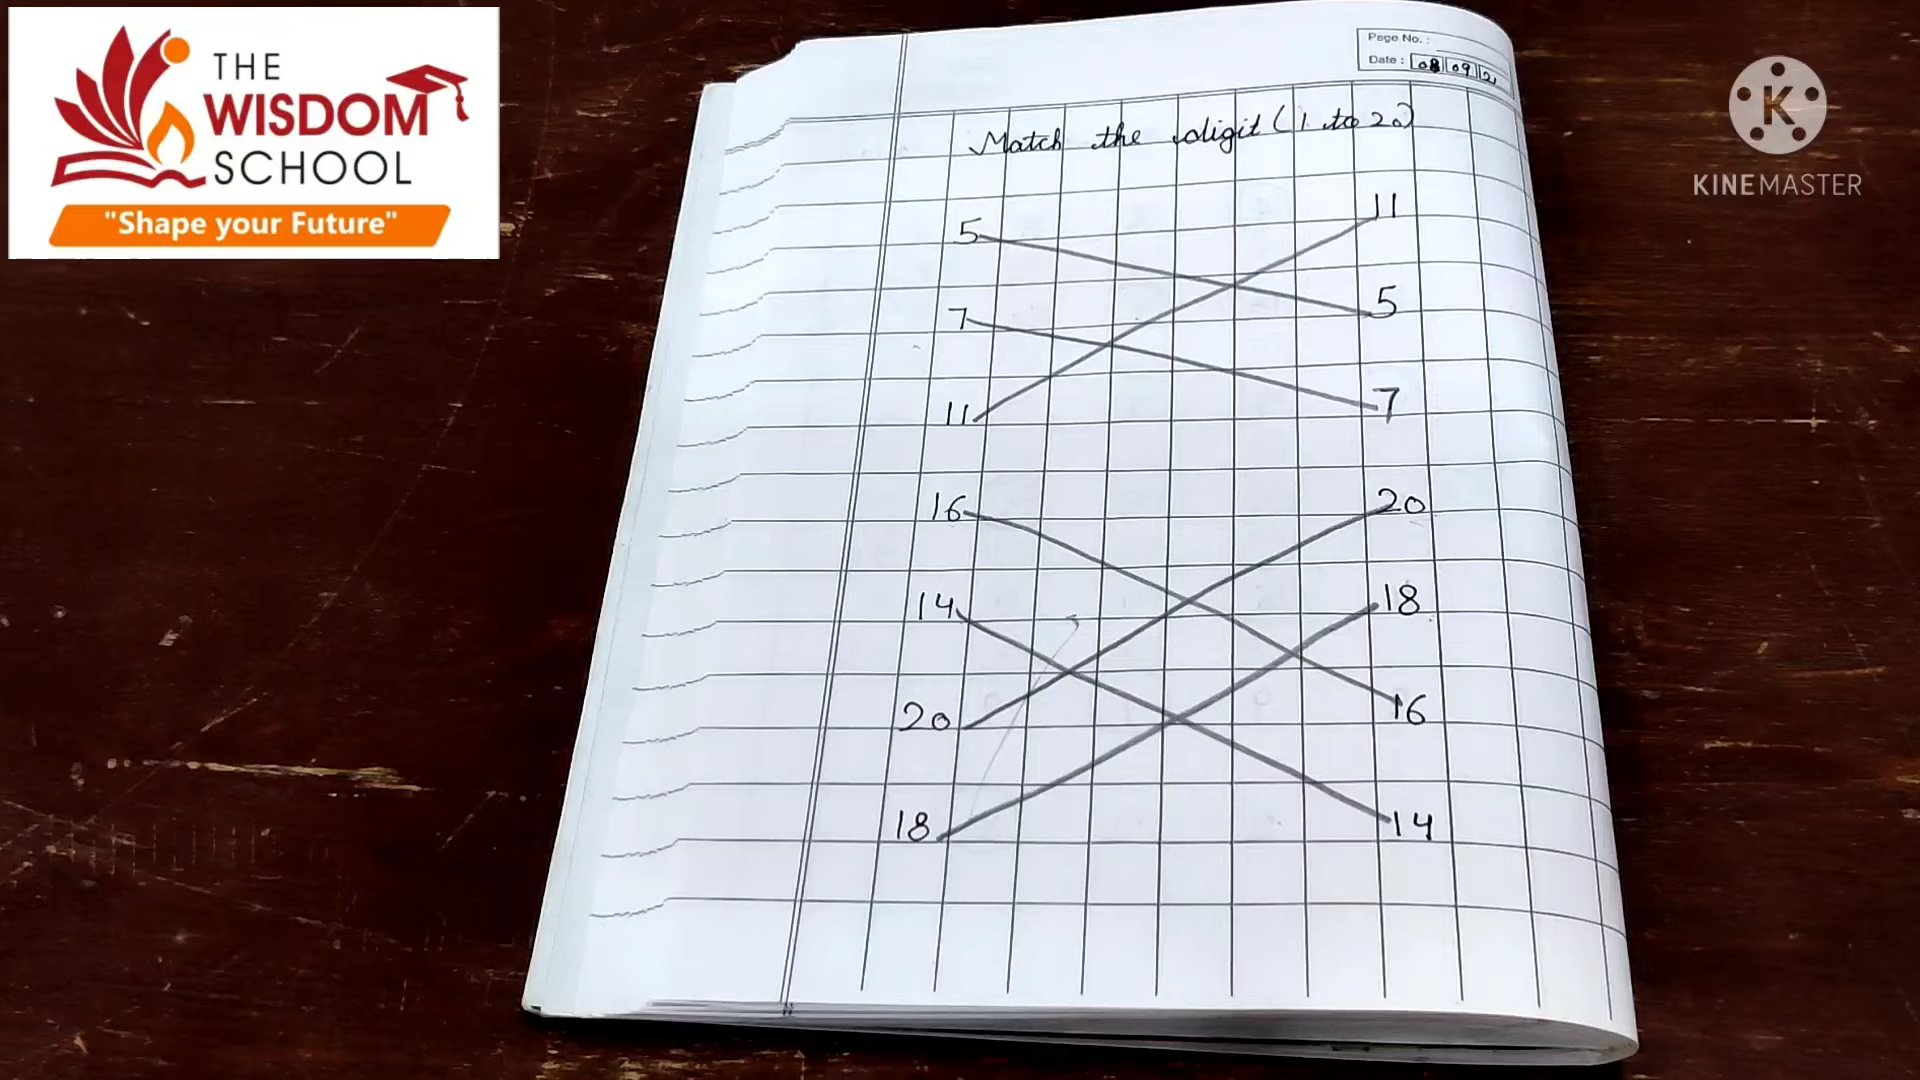 THE
WISDOM
SCHOOL
"Shape your Future"
Page No. :
Date : 08 09 21
K
KINEMASTER
Match the digit (1 to 20)
5 11
7 5
11 7
16 20
14 18
20 16
18 14